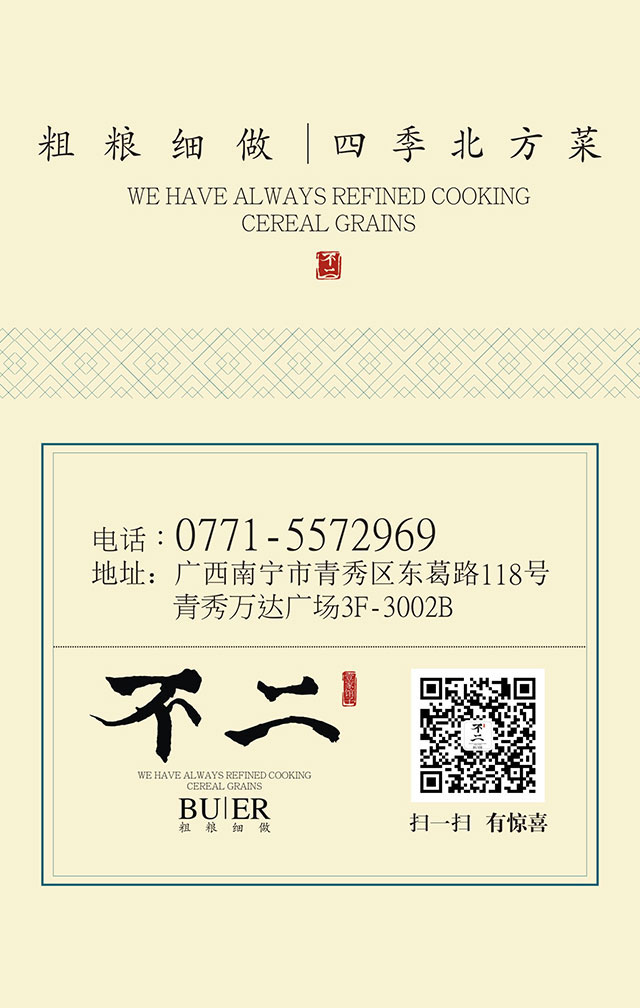 粗粮细做|四季北方菜
WE HAVE ALWAYS REFINED COOKING
CEREAL GRAINS
不二
电话：0771-5572969
地址：广西南宁市青秀区东葛路118号
青秀万达广场3F-3002B
不二
WE HAVE ALWAYS REFINED COOKING
CEREAL GRAINS
BU|ER
粗粮细做
不二
扫一扫 有惊喜